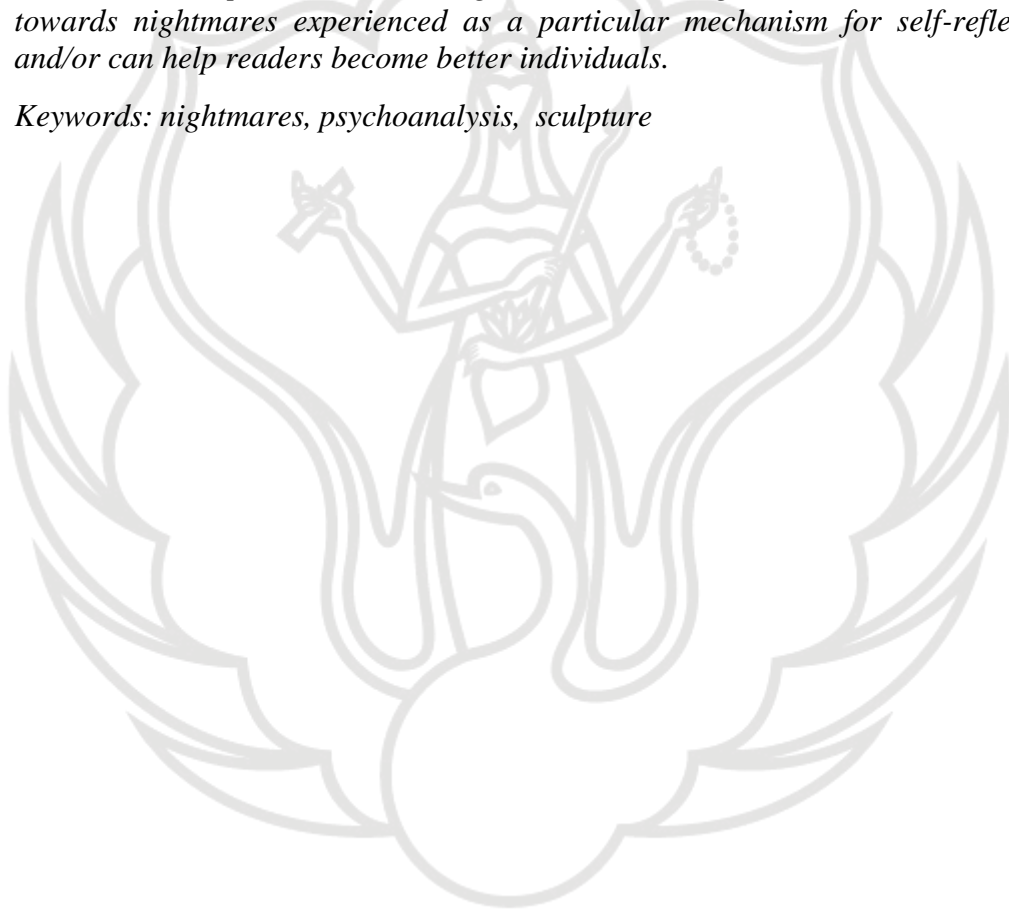 towards nightmares experienced as a particular mechanism for self-refle
and/or can help readers become better individuals.
Keywords: nightmares, psychoanalysis, sculpture